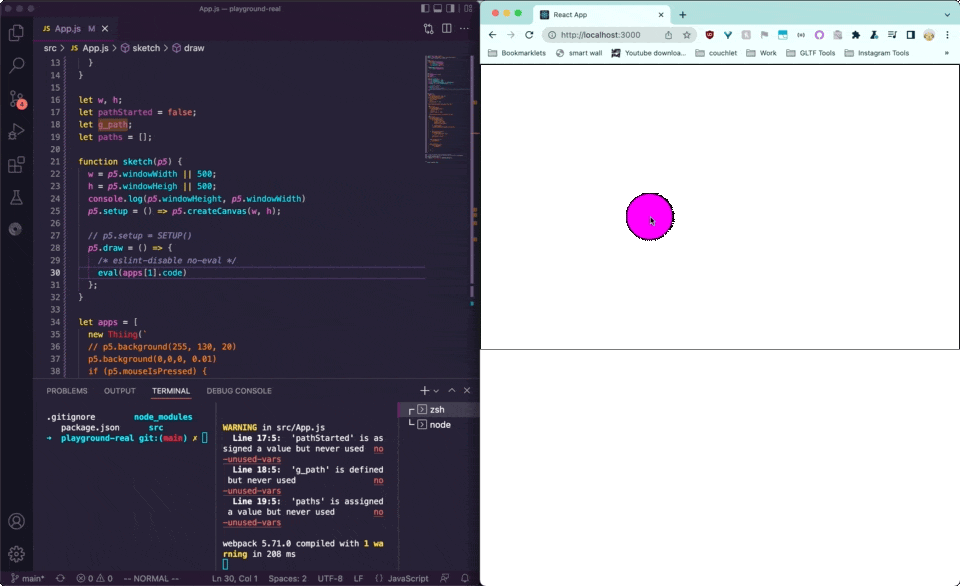 App.js — playground-real
JS App.js M ×
src > App.js > sketch > draw
13 }
14 }
15
16 let w, h;
17 let pathStarted = false;
18 let g_path;
19 let paths = [];
20
21 function sketch(p5) {
22 w = p5.windowWidth || 500;
23 h = p5.windowHeigh || 500;
24 console.log(p5.windowHeight, p5.windowWidth)
25 p5.setup = () => p5.createCanvas(w, h);
26
27 // p5.setup = SETUP()
28 p5.draw = () => {
29 /* eslint-disable no-eval */
30 eval(apps[1].code)
31 };
32 }
33
34 let apps = [
35 new Thiing(`
36 // p5.background(255, 130, 20)
37 p5.background(0,0,0, 0.01)
38 if (p5.mouseIsPressed) {
4
PROBLEMS OUTPUT TERMINAL DEBUG CONSOLE
.gitignore node_modules
package.json src
→ playground-real git:(main) ✗
WARNING in src/App.js
Line 17:5: 'pathStarted' is as
signed a value but never used no
-unused-vars
Line 18:5: 'g_path' is defined
but never used no
-unused-vars
Line 19:5: 'paths' is assigned
a value but never used no
-unused-vars
webpack 5.71.0 compiled with 1 wa
rning in 208 ms
zsh
node
main* 0 0 -- NORMAL -- Ln 30, Col 1 Spaces: 2 UTF-8 LF {} JavaScript
React App
http://localhost:3000
Bookmarklets smart wall Youtube downloa... couchlet Work GLTF Tools Instagram Tools »